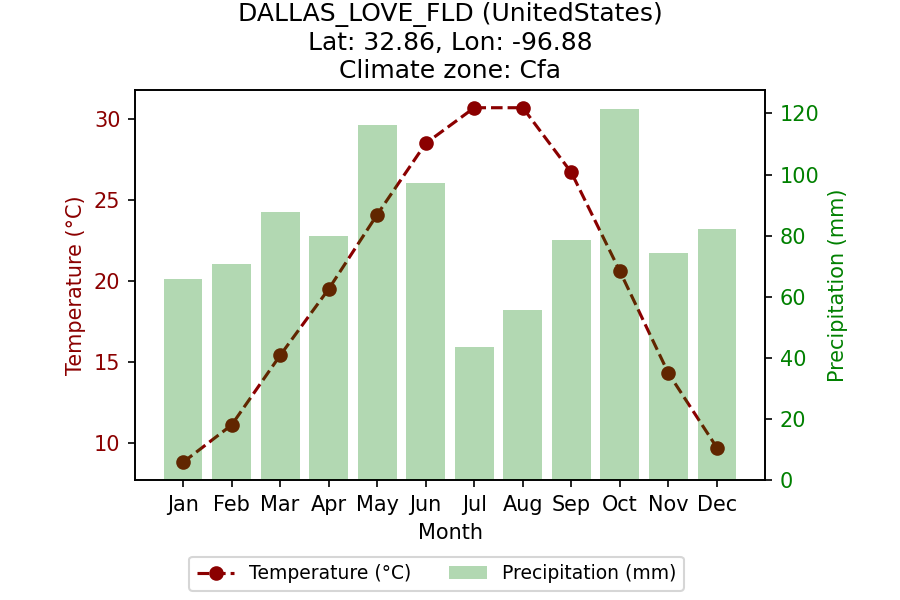 DALLAS_LOVE_FLD (UnitedStates)
Lat: 32.86, Lon: -96.88
Climate zone: Cfa
Temperature (°C)
30
25
20
15
10
120
100
80
60
40
20
0
Precipitation (mm)
Jan Feb Mar Apr May Jun Jul Aug Sep Oct Nov Dec
Month
Temperature (°C) Precipitation (mm)